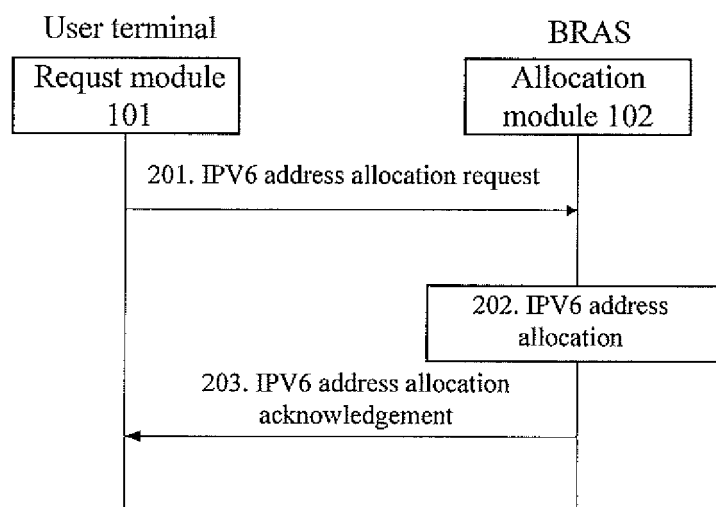 User terminal
BRAS
Requst module
101
Allocation
module 102
201. IPV6 address allocation request
202. IPV6 address
allocation
203. IPV6 address allocation
acknowledgement